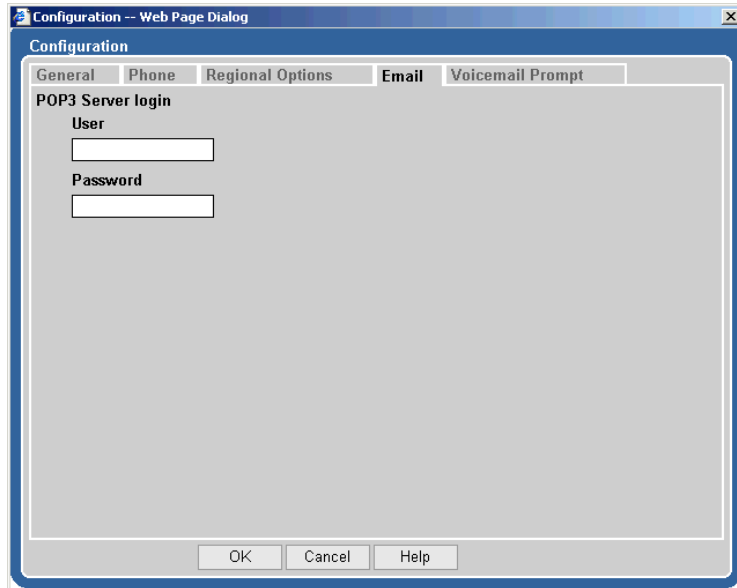 Configuration -- Web Page Dialog
Configuration
General Phone Regional Options Email Voicemail Prompt
POP3 Server login
User
Password
OK Cancel Help